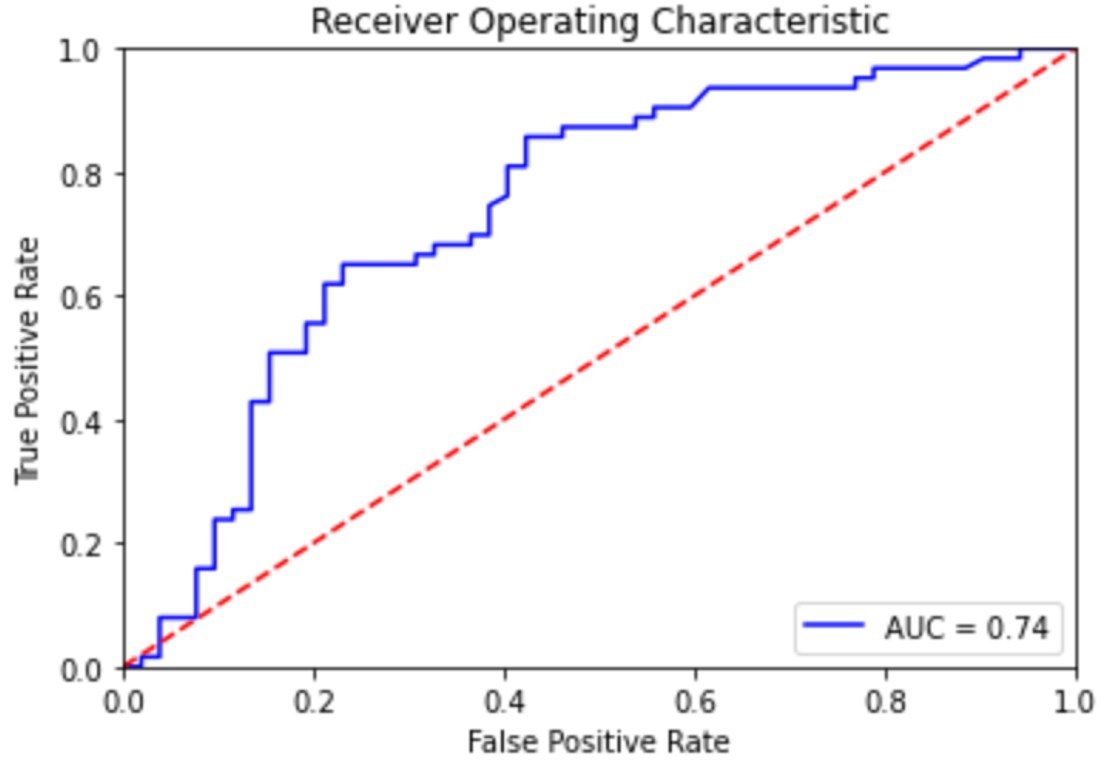 Receiver Operating Characteristic
1.0
0.8
0.6
0.4
0.2
0.0
True Positive Rate
AUC = 0.74
0.0 0.2 0.4 0.6 0.8 1.0
False Positive Rate